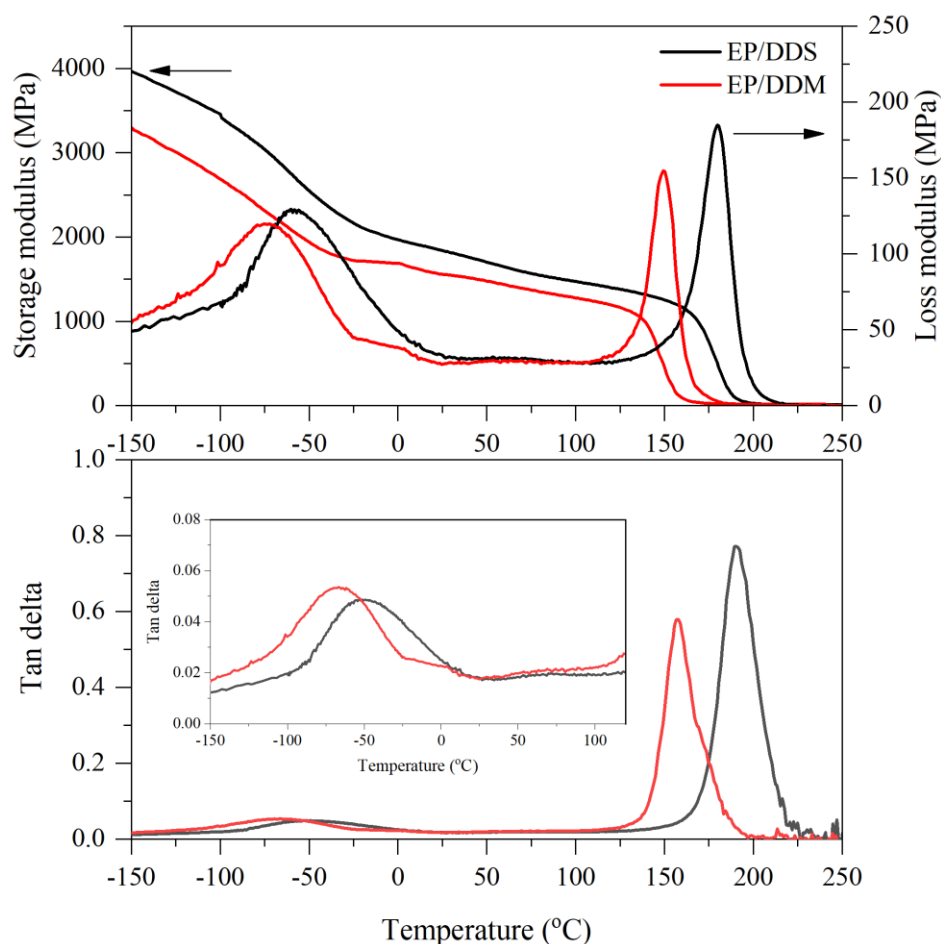 EP/DDS
EP/DDM
Storage modulus (MPa)
4000
3000
2000
1000
0
Loss modulus (MPa)
250
200
150
100
50
0
-150 -100 -50 0 50 100 150 200 250
Tan delta
1.0
0.8
0.6
0.4
0.2
0.0
Tan delta
0.08
0.06
0.04
0.02
0.00
-150 -100 -50 0 50 100
Temperature (°C)
-150 -100 -50 0 50 100 150 200 250
Temperature (°C)